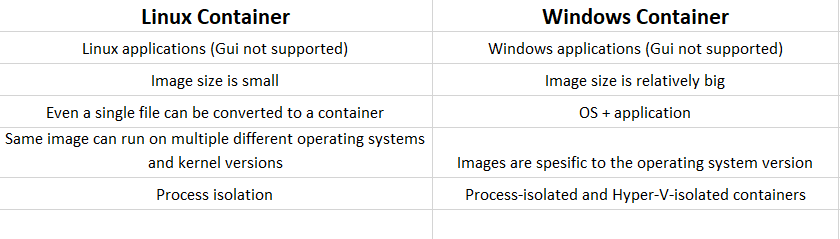 Linux Container
Windows Container
Linux applications (Gui not supported)
Windows applications (Gui not supported)
Image size is small
Image size is relatively big
Even a single file can be converted to a container
OS + application
Same image can run on multiple different operating systems
and kernel versions
Images are spesific to the operating system version
Process isolation
Process-isolated and Hyper-V-isolated containers